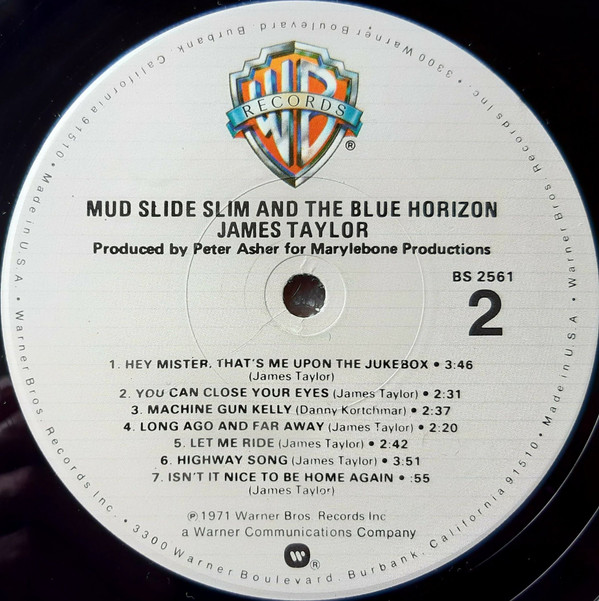 WB
RECORDS
®
MUD SLIDE SLIM AND THE BLUE HORIZON
JAMES TAYLOR
Produced by Peter Asher for Marylebone Productions
BS 2561
2
1. HEY MISTER, THAT'S ME UPON THE JUKEBOX • 3:46
(James Taylor)
2. YOU CAN CLOSE YOUR EYES (James Taylor) • 2:31
3. MACHINE GUN KELLY (Danny Kortchmar) • 2:37
4. LONG AGO AND FAR AWAY (James Taylor) • 2:20
5. LET ME RIDE (James Taylor) • 2:42
6. HIGHWAY SONG (James Taylor) • 3:51
7. ISN'T IT NICE TO BE HOME AGAIN • :55
(James Taylor)
℗ 1971 Warner Bros. Records Inc
a Warner Communications Company
W ®
Warner Bros. Records Inc. • 3300 Warner Boulevard, Burbank, California 91510 • Made in U.S.A. •
Warner Bros. Records Inc. • 3300 Warner Boulevard, Burbank, California 91510 • Made in U.S.A. •